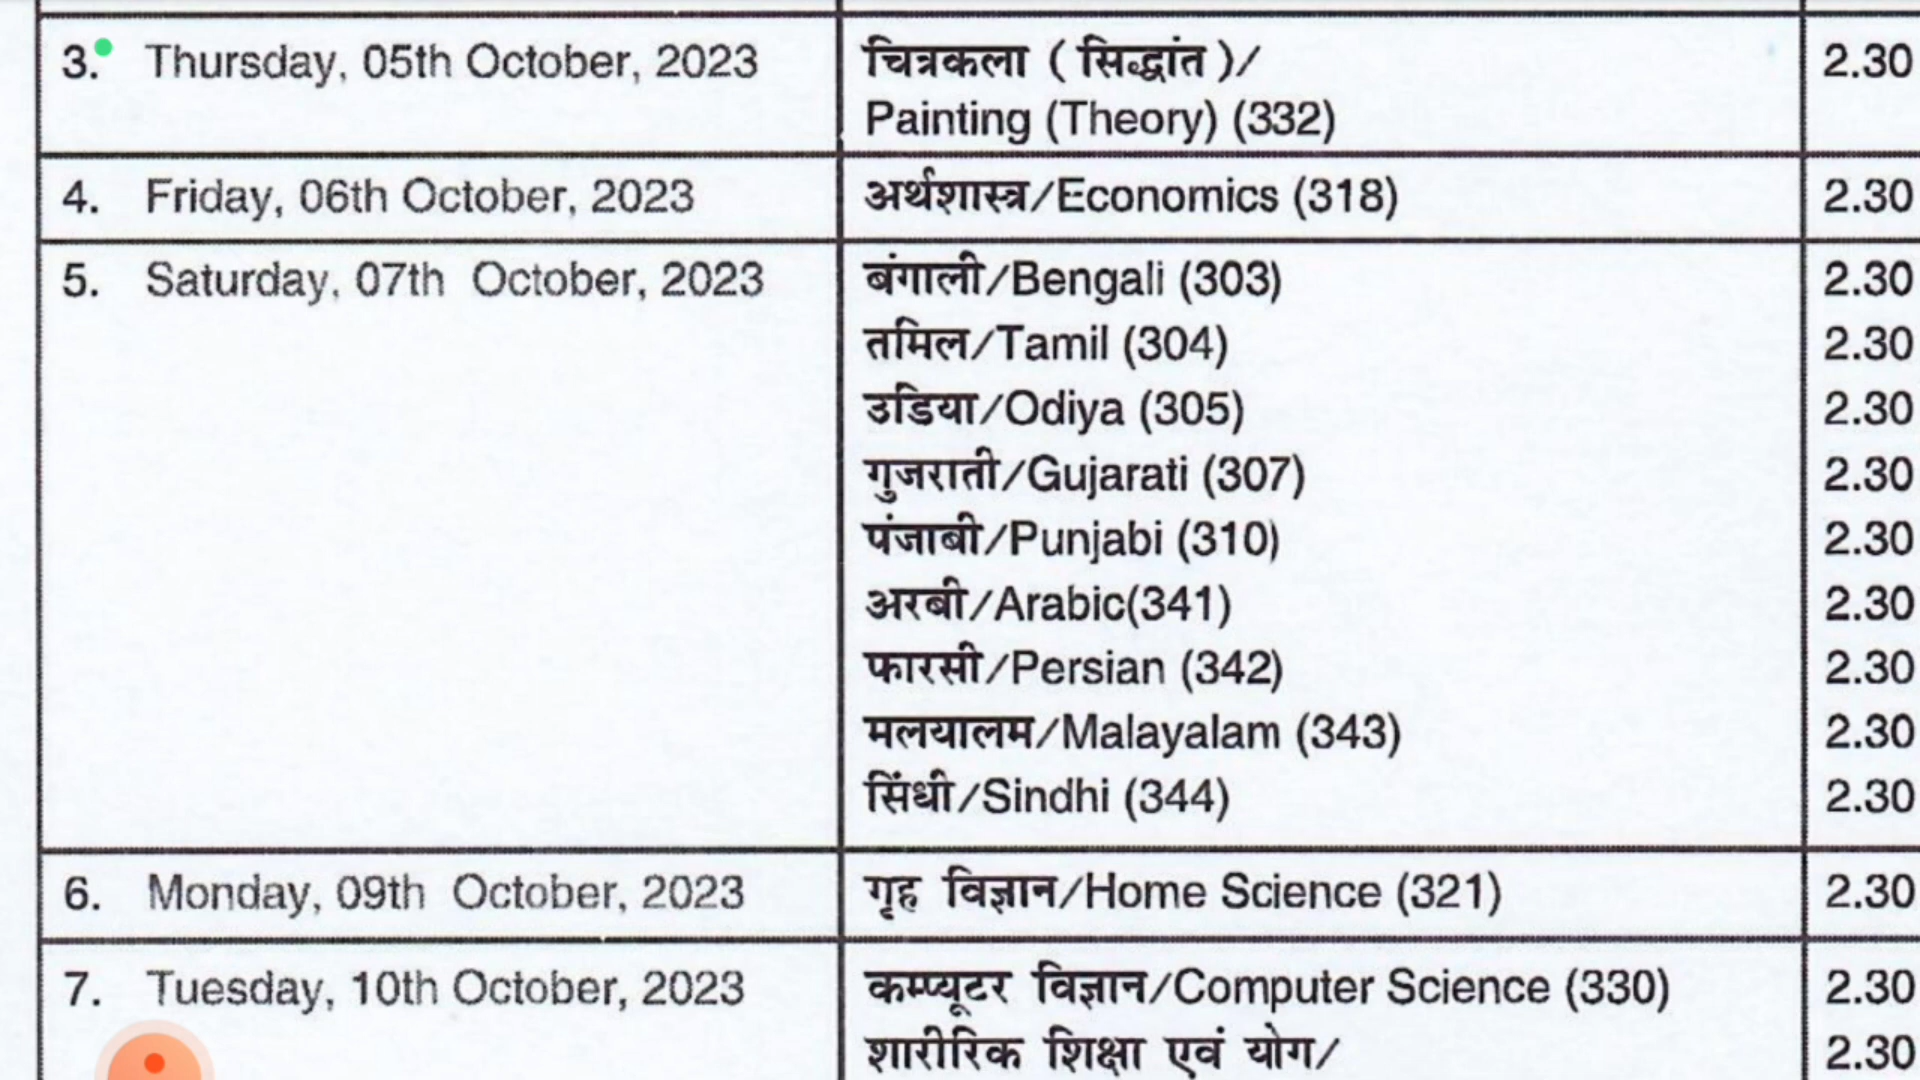 3. Thursday, 05th October, 2023 चित्रकला ( सिद्धांत )/ 2.30
Painting (Theory) (332)
4. Friday, 06th October, 2023 अर्थशास्त्र/Economics (318) 2.30
5. Saturday, 07th October, 2023 बंगाली/Bengali (303) 2.30
तमिल/Tamil (304) 2.30
उडिया/Odiya (305) 2.30
गुजराती/Gujarati (307) 2.30
पंजाबी/Punjabi (310) 2.30
अरबी/Arabic(341) 2.30
फारसी/Persian (342) 2.30
मलयालम/Malayalam (343) 2.30
सिंधी/Sindhi (344) 2.30
6. Monday, 09th October, 2023 गृह विज्ञान/Home Science (321) 2.30
7. Tuesday, 10th October, 2023 कम्प्यूटर विज्ञान/Computer Science (330) 2.30
शारीरिक शिक्षा एवं योग/ 2.30